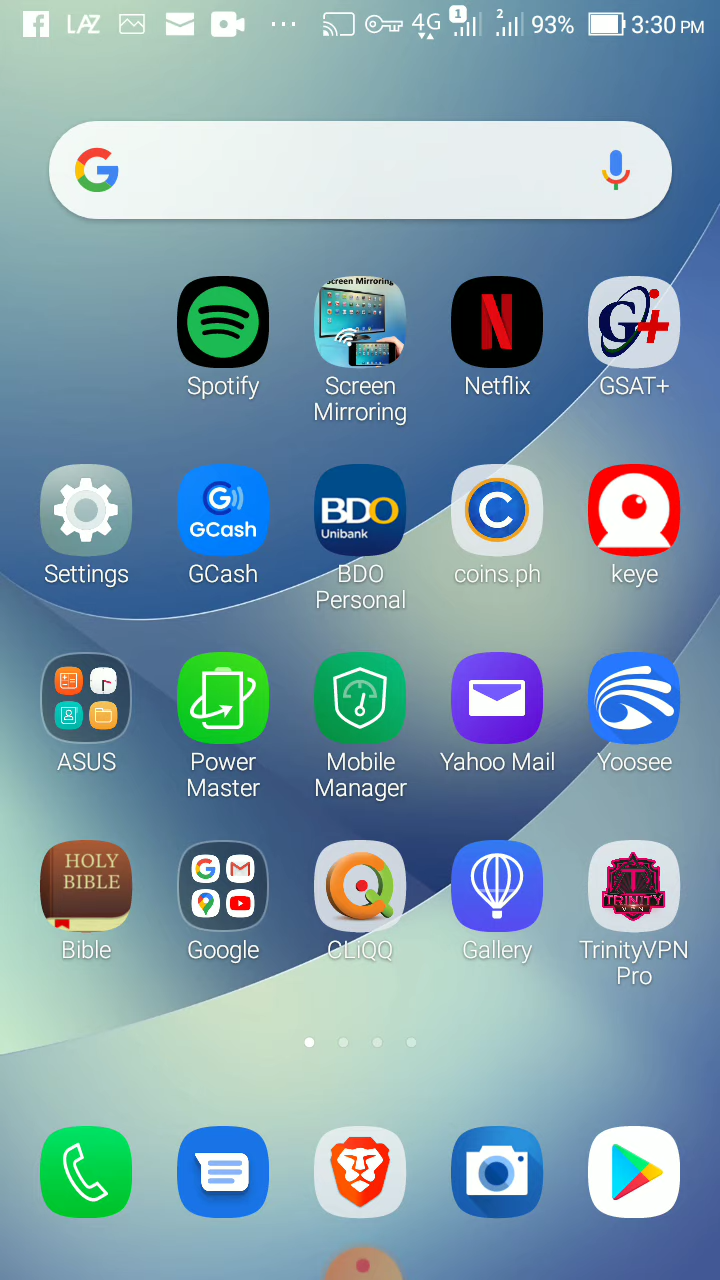 LAZ
4G
1
2
93%
3:30 PM
Screen Mirroring
Spotify
Screen
Mirroring
Netflix
G+
GSAT+
GCash
BDO
Unibank
Settings
GCash
BDO
Personal
coins.ph
keye
ASUS
Power
Master
Mobile
Manager
Yahoo Mail
Yoosee
HOLY
BIBLE
TRINITY
VPN
Bible
Google
CLiQQ
Gallery
TrinityVPN
Pro